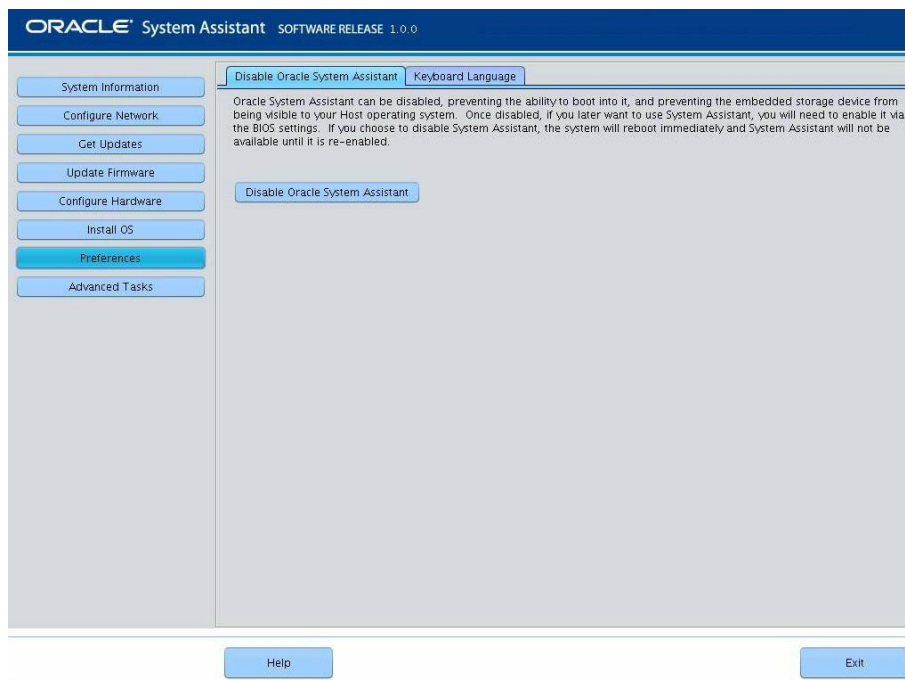 ORACLE® System Assistant SOFTWARE RELEASE 1.0.0
System Information
Configure Network
Get Updates
Update Firmware
Configure Hardware
Install OS
Preferences
Advanced Tasks
Disable Oracle System Assistant
Keyboard Language
Oracle System Assistant can be disabled, preventing the ability to boot into it, and preventing the embedded storage device from
being visible to your Host operating system. Once disabled, if you later want to use System Assistant, you will need to enable it via
the BIOS settings. If you choose to disable System Assistant, the system will reboot immediately and System Assistant will not be
available until it is re-enabled.
Disable Oracle System Assistant
Help
Exit